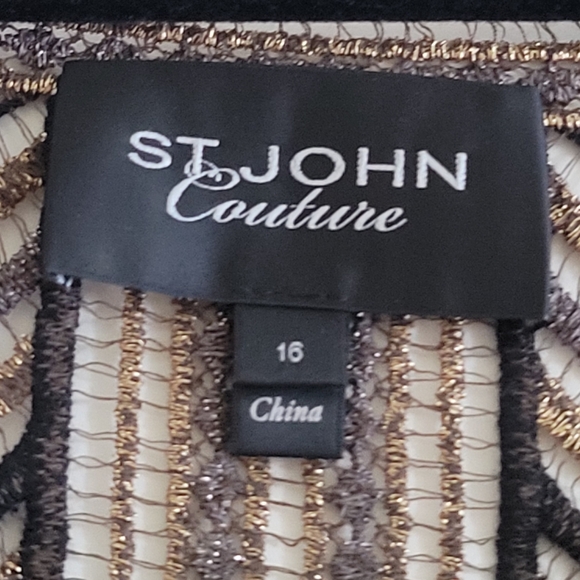 ST. JOHN
Couture
16
China